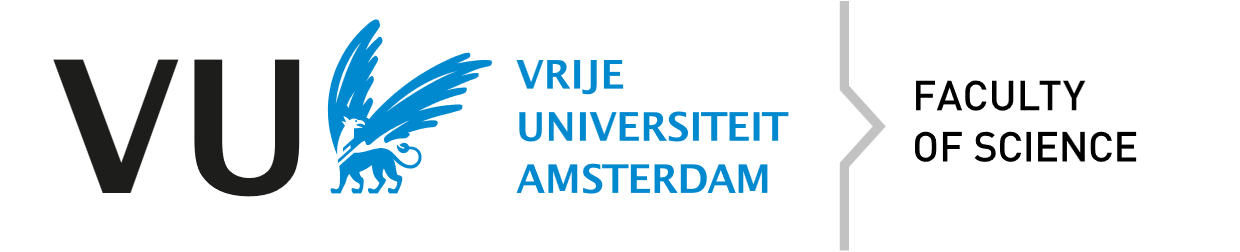 VU
VRIJE
UNIVERSITEIT
AMSTERDAM
FACULTY
OF SCIENCE